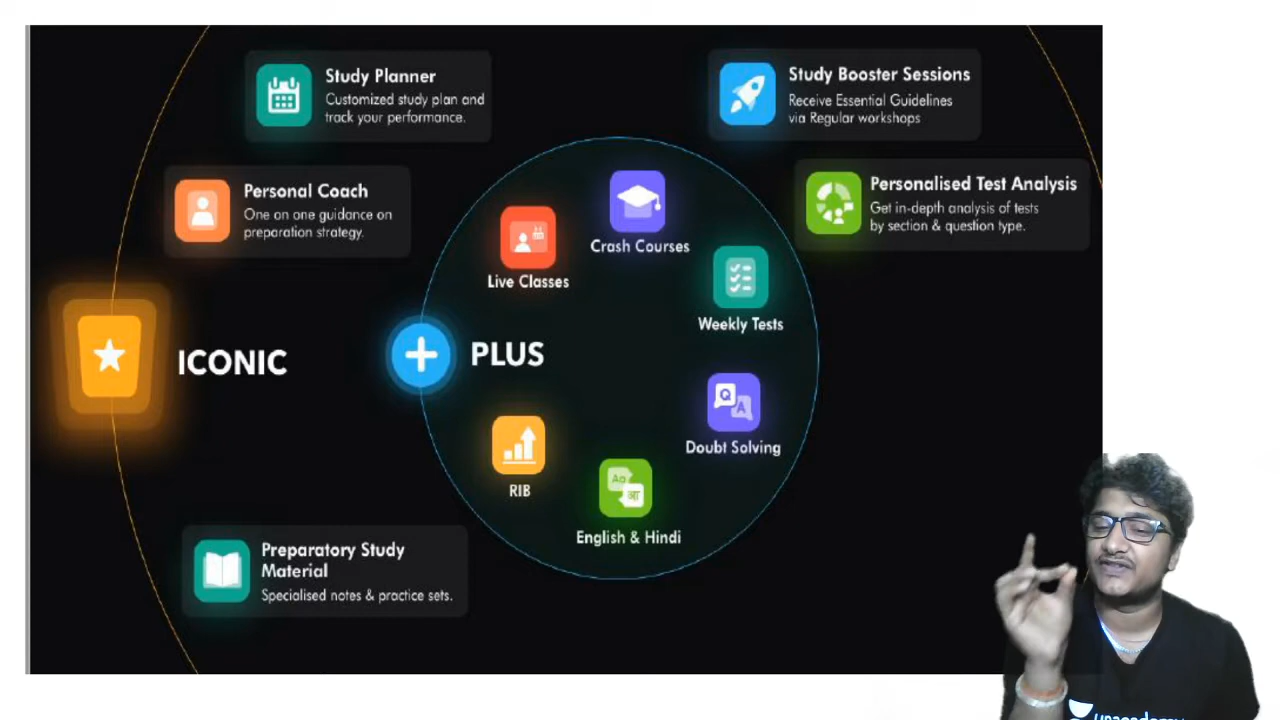 Study Planner
Customized study plan and
track your performance.
Study Booster Sessions
Receive Essential Guidelines
via Regular workshops
Personal Coach
One on one guidance on
preparation strategy.
Personalised Test Analysis
Get in-depth analysis of tests
by section & question type.
Crash Courses
Live Classes
Weekly Tests
ICONIC
PLUS
Q
A
Doubt Solving
RIB
Aa
अ
English & Hindi
Preparatory Study
Material
Specialised notes & practice sets.
unacademy